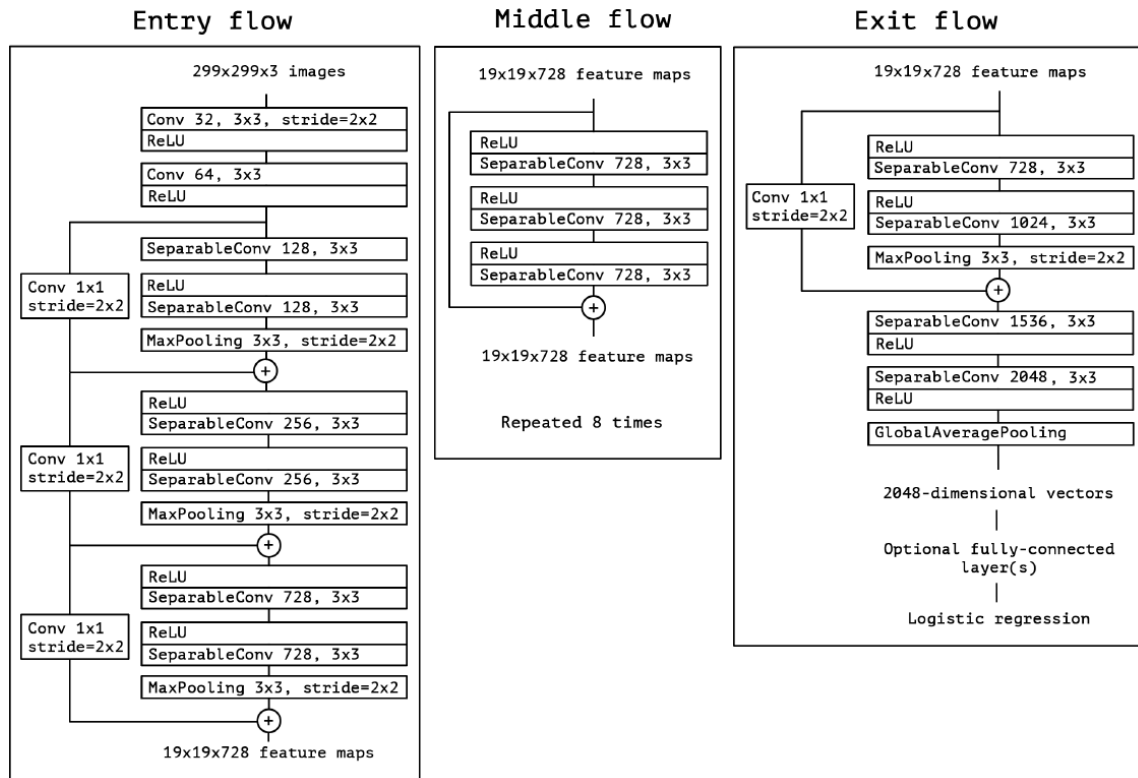 Entry flow
299x299x3 images
Conv 32, 3x3, stride=2x2
ReLU
Conv 64, 3x3
ReLU
SeparableConv 128, 3x3
Conv 1x1
stride=2x2
ReLU
SeparableConv 128, 3x3
MaxPooling 3x3, stride=2x2
+
ReLU
SeparableConv 256, 3x3
Conv 1x1
stride=2x2
ReLU
SeparableConv 256, 3x3
MaxPooling 3x3, stride=2x2
+
ReLU
SeparableConv 728, 3x3
Conv 1x1
stride=2x2
ReLU
SeparableConv 728, 3x3
MaxPooling 3x3, stride=2x2
+
19x19x728 feature maps
Middle flow
19x19x728 feature maps
ReLU
SeparableConv 728, 3x3
ReLU
SeparableConv 728, 3x3
ReLU
SeparableConv 728, 3x3
+
19x19x728 feature maps
Repeated 8 times
Exit flow
19x19x728 feature maps
ReLU
SeparableConv 728, 3x3
Conv 1x1
stride=2x2
ReLU
SeparableConv 1024, 3x3
MaxPooling 3x3, stride=2x2
+
SeparableConv 1536, 3x3
ReLU
SeparableConv 2048, 3x3
ReLU
GlobalAveragePooling
2048-dimensional vectors
Optional fully-connected
layer(s)
Logistic regression